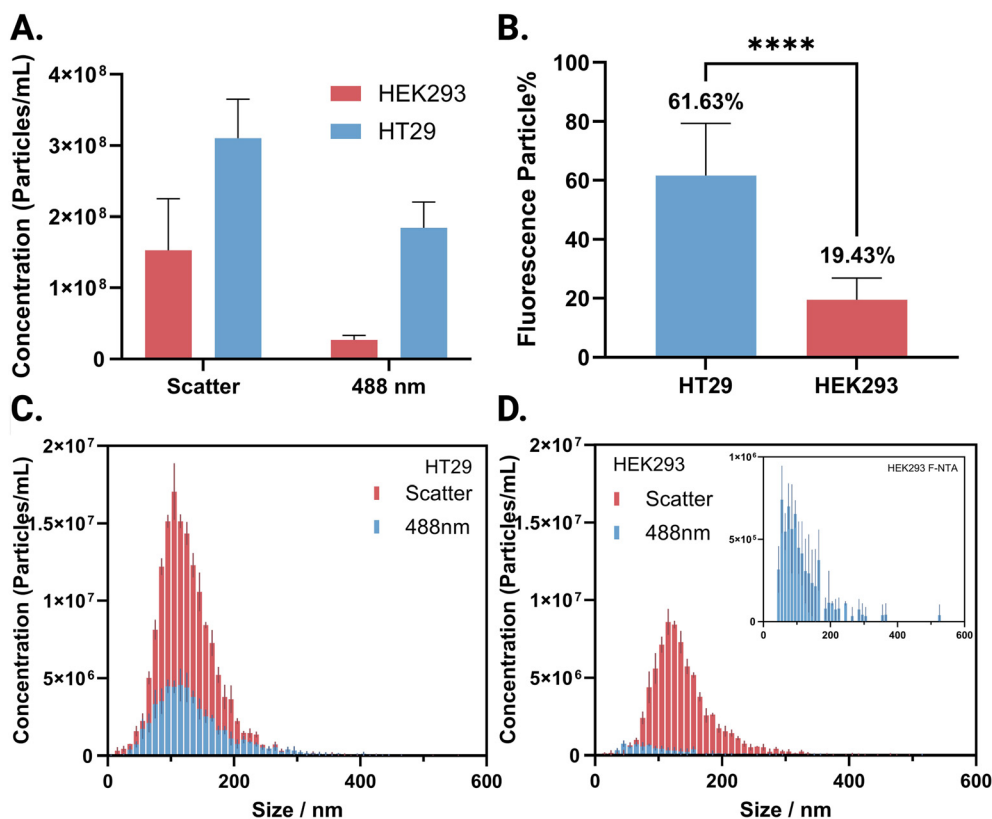 A.
Concentration (Particles/mL)
4×10⁸
3×10⁸
2×10⁸
1×10⁸
0
HEK293
HT29
Scatter
488 nm
B.
Fluorescence Particle%
100
80
60
40
20
0
****
61.63%
19.43%
HT29
HEK293
C.
Concentration (Particles/mL)
2×10⁷
1.5×10⁷
1×10⁷
5×10⁶
0
HT29
Scatter
488nm
0
200
400
600
Size / nm
D.
Concentration (Particles/mL)
2×10⁷
1.5×10⁷
1×10⁷
5×10⁶
0
HEK293
Scatter
488nm
1×10⁶
5×10⁵
0
HEK293 F-NTA
0
200
400
600
0
200
400
600
Size / nm